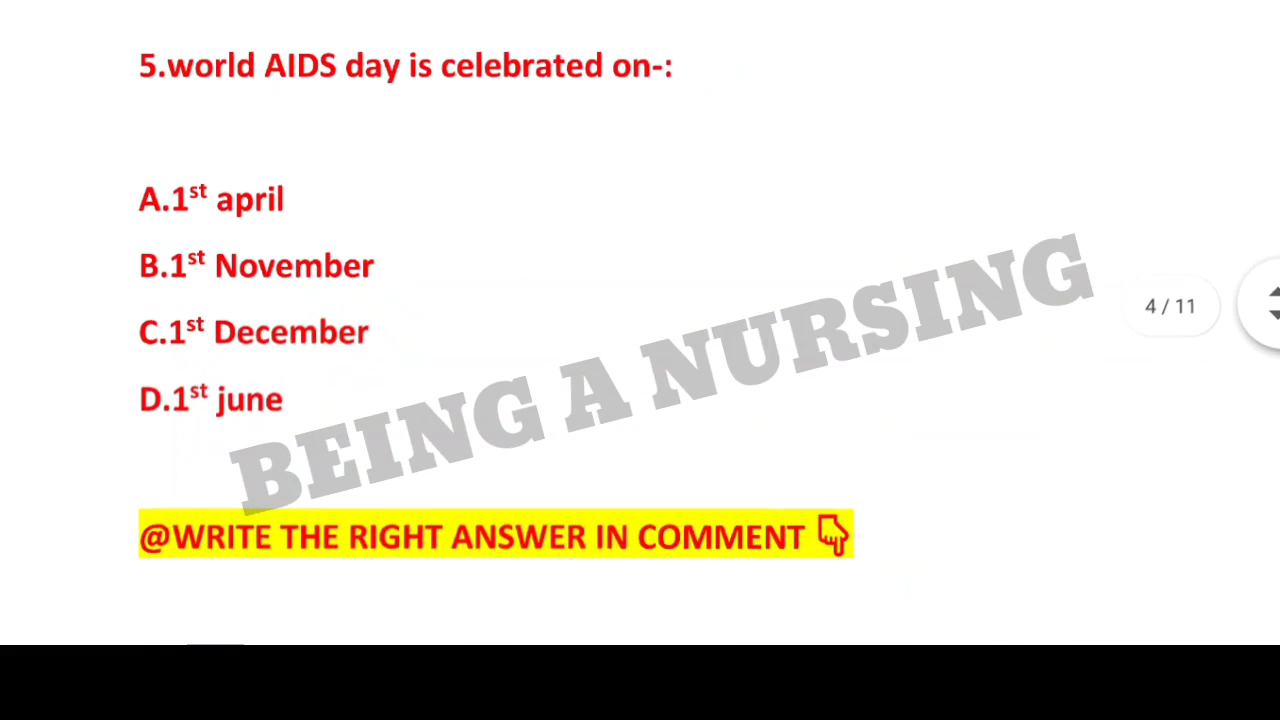 5.world AIDS day is celebrated on-:
A.1st april
B.1st November
C.1st December
D.1st june
BEING A NURSING
4 / 11
@WRITE THE RIGHT ANSWER IN COMMENT